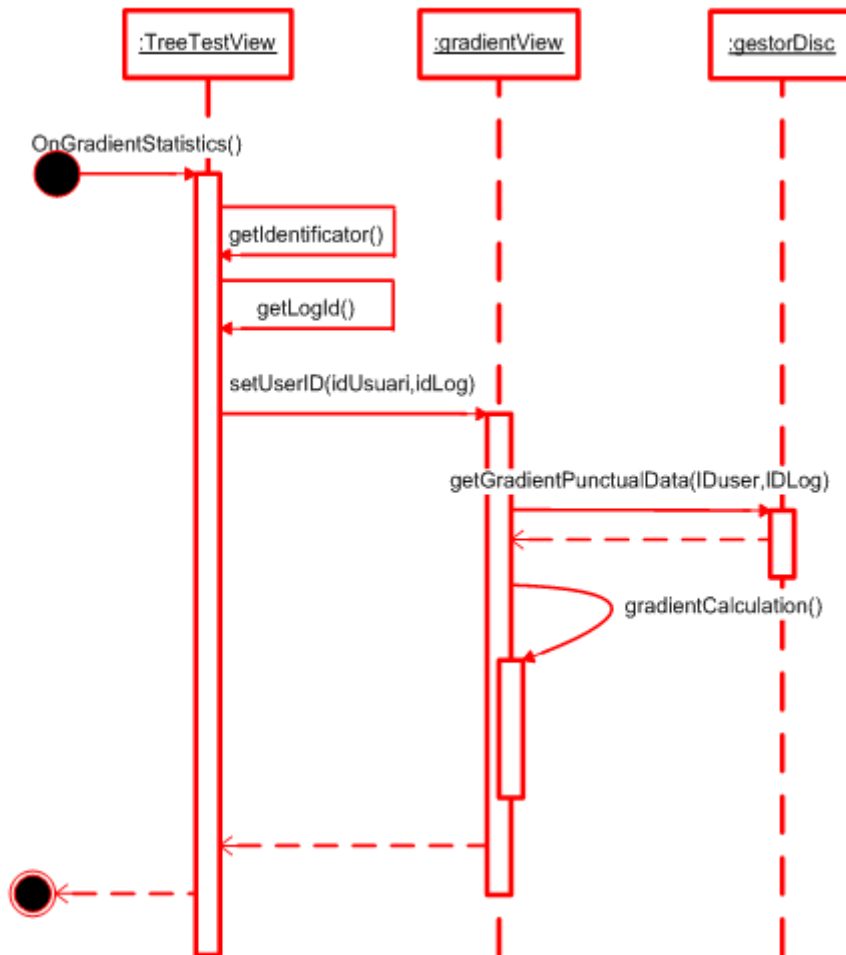 :TreeTestView
:gradientView
:gestorDisc
OnGradientStatistics()
getIdentificator()
getLogId()
setUserID(idUsuari,idLog)
getGradientPunctualData(IDuser,IDLog)
gradientCalculation()